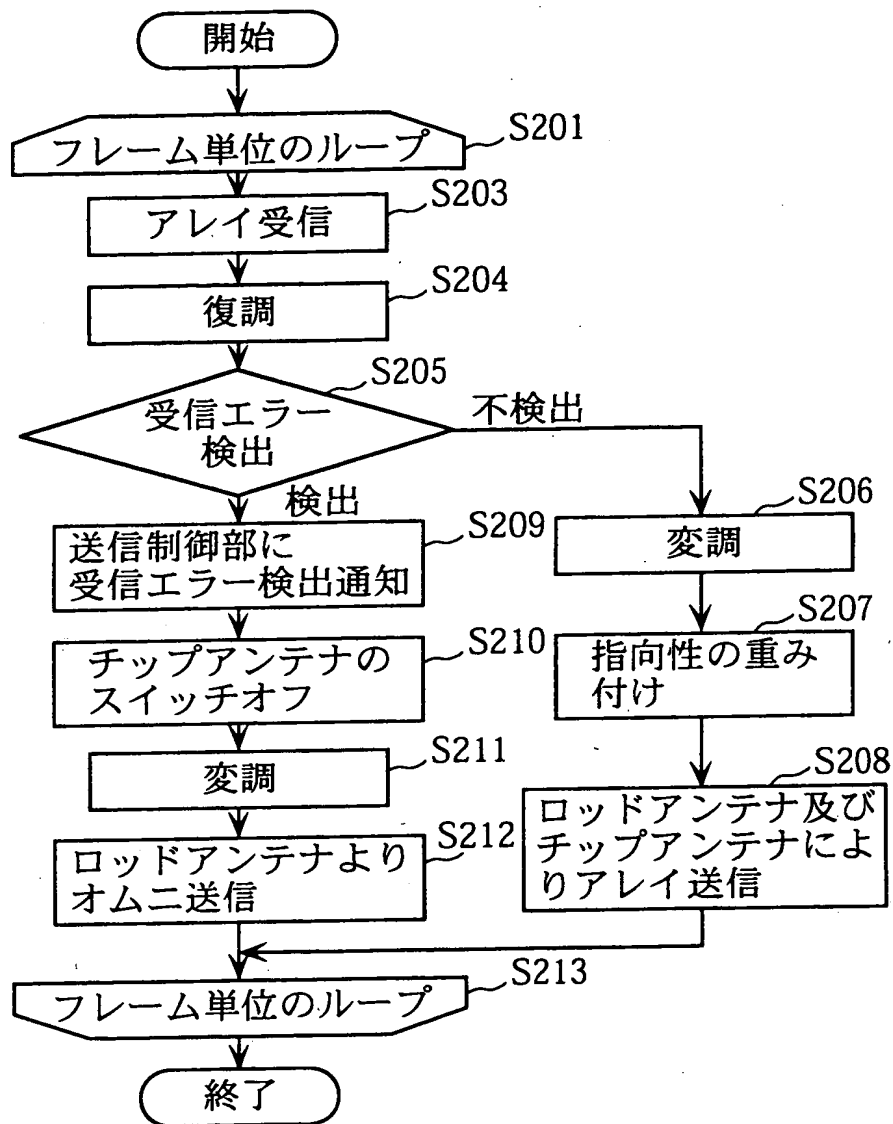 開始
フレーム単位のループ
S201
アレイ受信
S203
復調
S204
受信エラー
検出
S205
不検出
検出
送信制御部に
受信エラー検出通知
S209
チップアンテナの
スイッチオフ
S210
変調
S211
ロッドアンテナより
オムニ送信
S212
変調
S206
指向性の重み
付け
S207
ロッドアンテナ及び
チップアンテナによ
りアレイ送信
S208
フレーム単位のループ
S213
終了